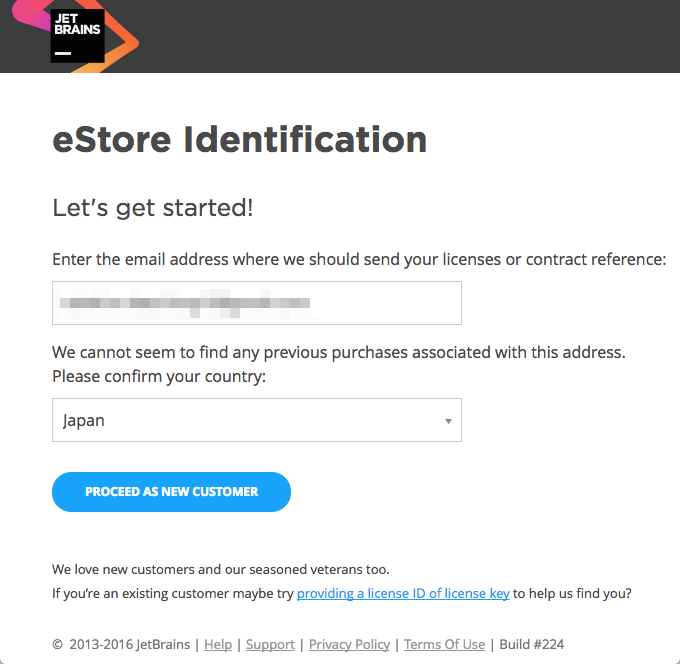 JET
BRAINS
eStore Identification
Let's get started!
Enter the email address where we should send your licenses or contract reference:
We cannot seem to find any previous purchases associated with this address.
Please confirm your country:
Japan
PROCEED AS NEW CUSTOMER
We love new customers and our seasoned veterans too.
If you’re an existing customer maybe try providing a license ID of license key to help us find you?
© 2013-2016 JetBrains | Help | Support | Privacy Policy | Terms Of Use | Build #224